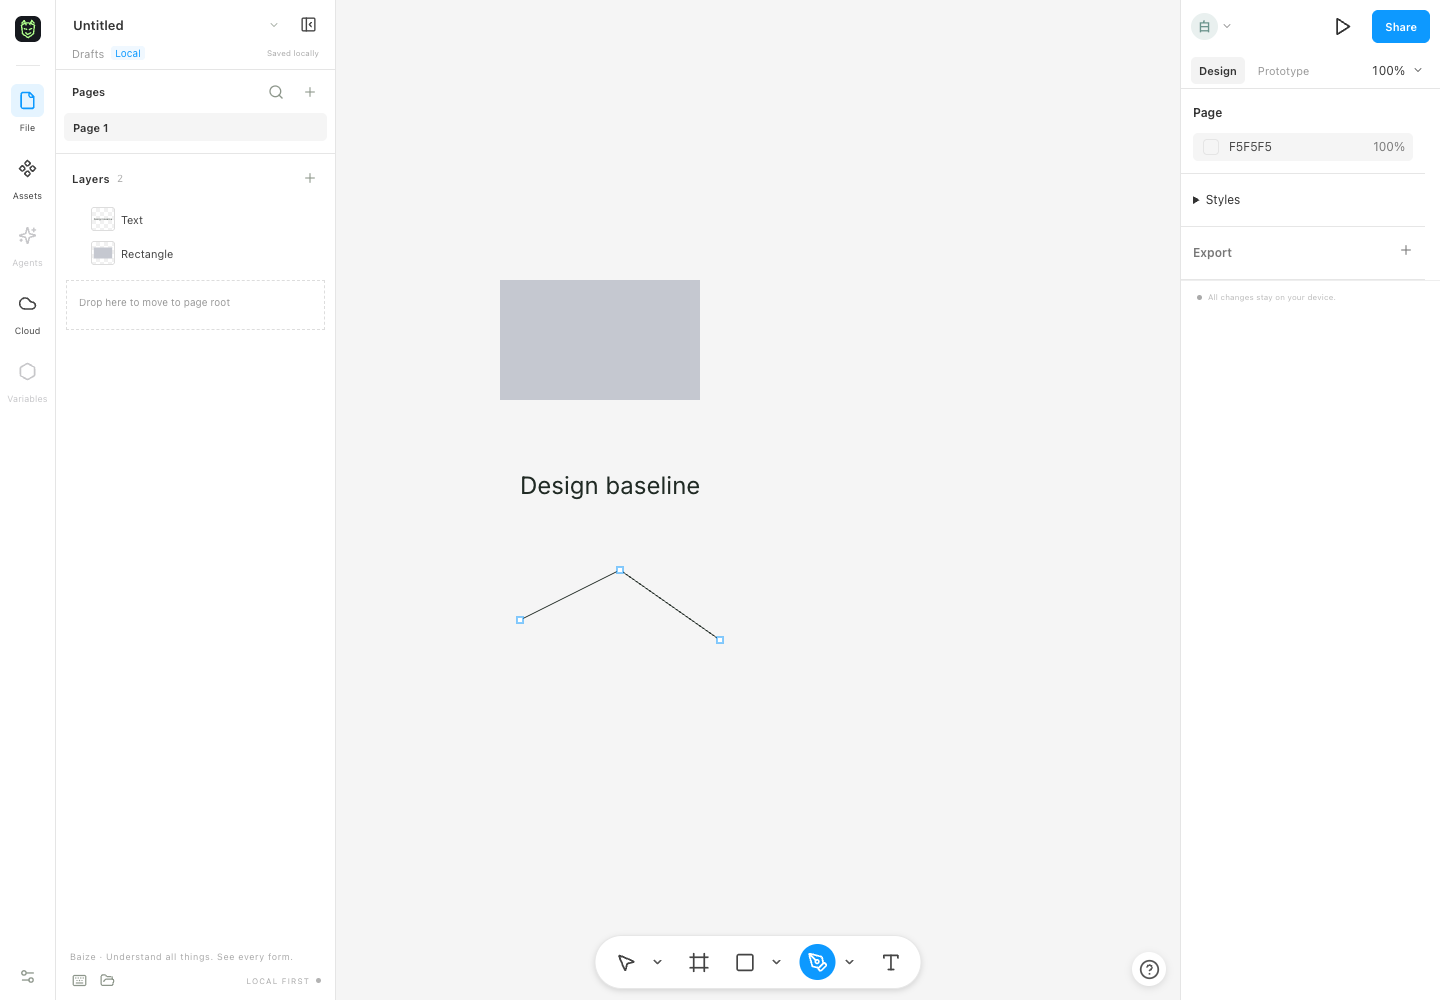 Untitled
Drafts Local Saved locally
File
Assets
Agents
Cloud
Variables
Pages
Page 1
Layers 2
Text
Rectangle
Drop here to move to page root
Baize · Understand all things. See every form.
LOCAL FIRST
Design baseline
白
Share
Design Prototype 100%
Page
F5F5F5 100%
Styles
Export
All changes stay on your device.